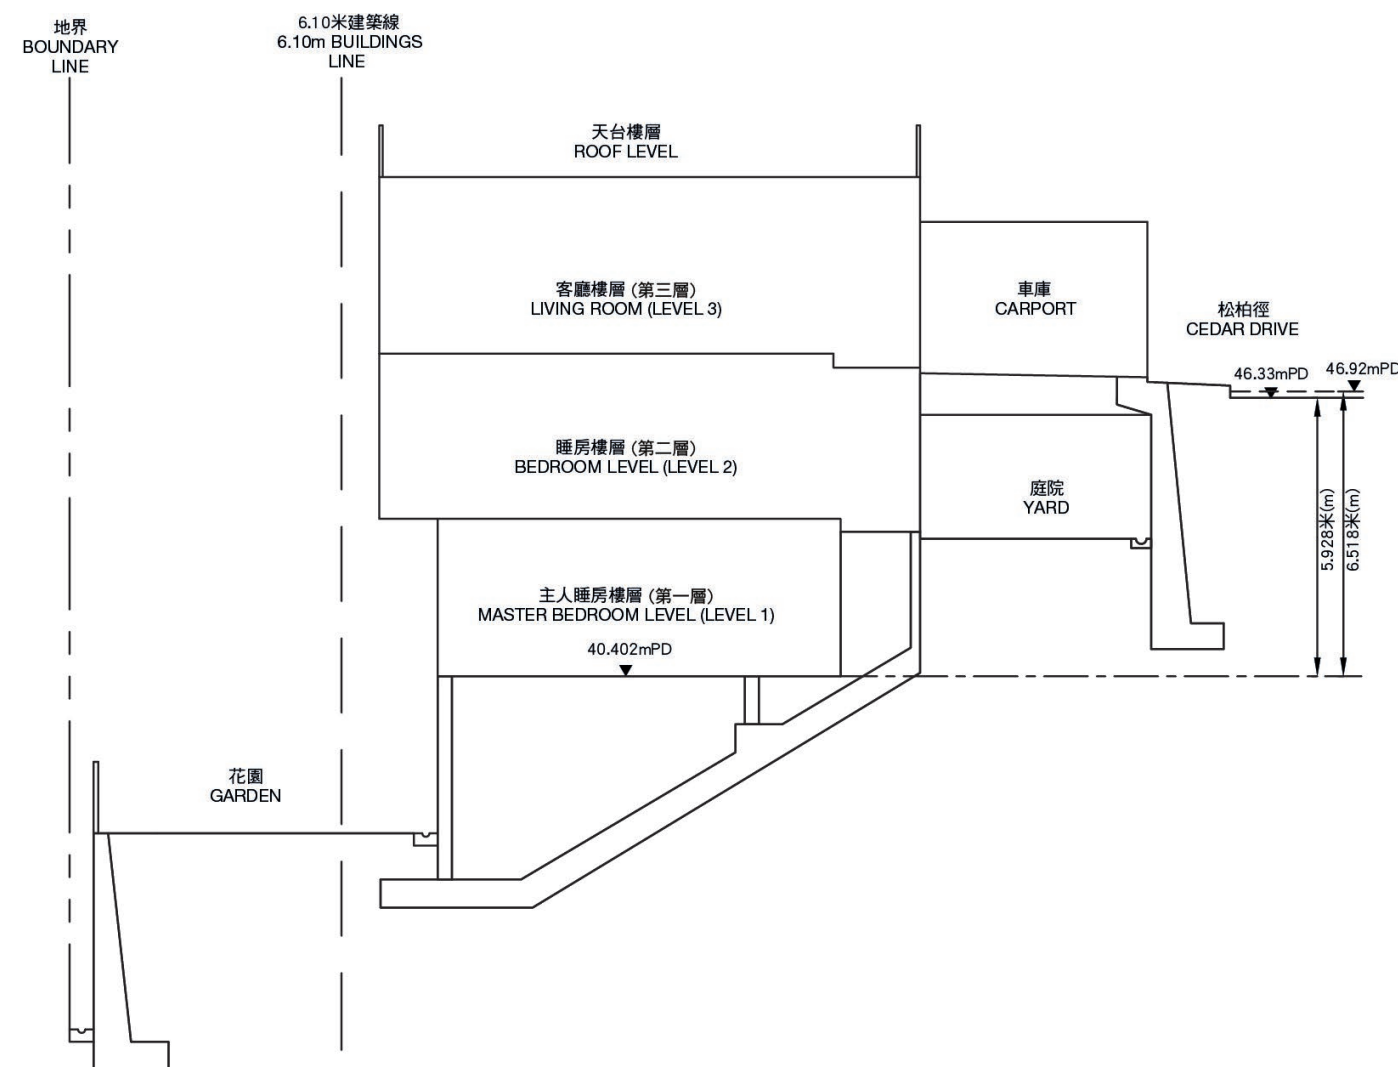 地界
BOUNDARY
LINE
6.10米建築線
6.10m BUILDINGS
LINE
天台樓層
ROOF LEVEL
客廳樓層 (第三層)
LIVING ROOM (LEVEL 3)
車庫
CARPORT
松柏徑
CEDAR DRIVE
46.33mPD
46.92mPD
睡房樓層 (第二層)
BEDROOM LEVEL (LEVEL 2)
庭院
YARD
5.928米(m)
6.518米(m)
主人睡房樓層 (第一層)
MASTER BEDROOM LEVEL (LEVEL 1)
40.402mPD
花園
GARDEN